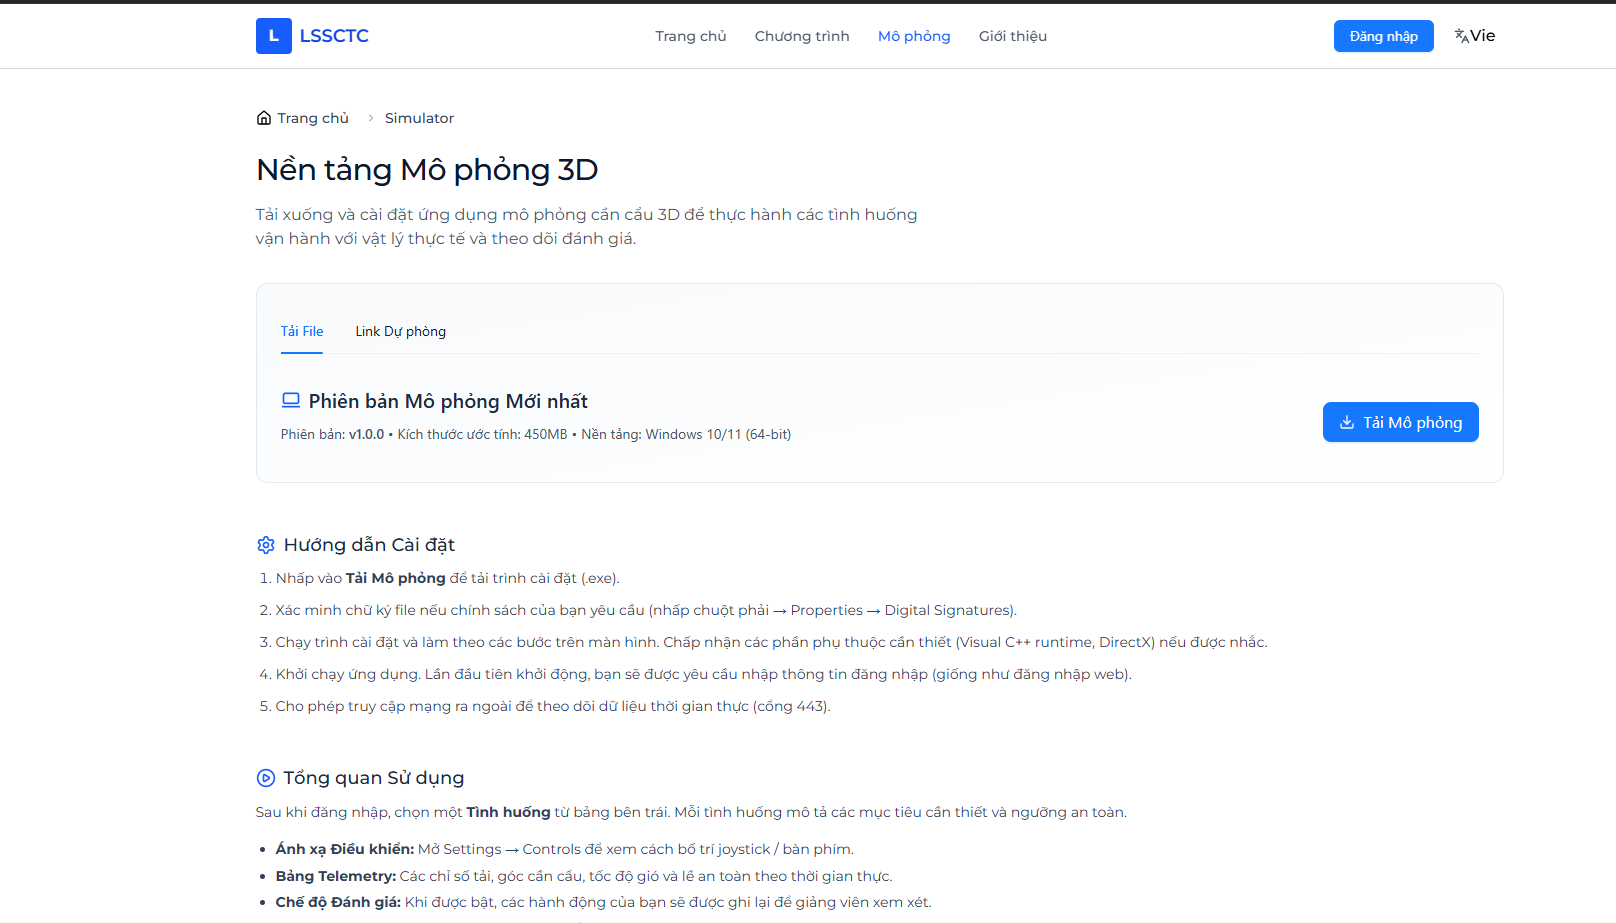 L LSSCTC Trang chủ Chương trình Mô phỏng Giới thiệu Đăng nhập Vie
Trang chủ > Simulator
Nền tảng Mô phỏng 3D
Tải xuống và cài đặt ứng dụng mô phỏng cần cẩu 3D để thực hành các tình huống
vận hành với vật lý thực tế và theo dõi đánh giá.
Tải File Link Dự phòng
Phiên bản Mô phỏng Mới nhất
Phiên bản: v1.0.0 • Kích thước ước tính: 450MB • Nền tảng: Windows 10/11 (64-bit)
Tải Mô phỏng
Hướng dẫn Cài đặt
1. Nhấp vào Tải Mô phỏng để tải trình cài đặt (.exe).
2. Xác minh chữ ký file nếu chính sách của bạn yêu cầu (nhấp chuột phải → Properties → Digital Signatures).
3. Chạy trình cài đặt và làm theo các bước trên màn hình. Chấp nhận các phần phụ thuộc cần thiết (Visual C++ runtime, DirectX) nếu được nhắc.
4. Khởi chạy ứng dụng. Lần đầu tiên khởi động, bạn sẽ được yêu cầu nhập thông tin đăng nhập (giống như đăng nhập web).
5. Cho phép truy cập mạng ra ngoài để theo dõi dữ liệu thời gian thực (cổng 443).
Tổng quan Sử dụng
Sau khi đăng nhập, chọn một Tình huống từ bảng bên trái. Mỗi tình huống mô tả các mục tiêu cần thiết và ngưỡng an toàn.
• Ánh xạ Điều khiển: Mở Settings → Controls để xem cách bố trí joystick / bàn phím.
• Bảng Telemetry: Các chỉ số tải, góc cần cẩu, tốc độ gió và lề an toàn theo thời gian thực.
• Chế độ Đánh giá: Khi được bật, các hành động của bạn sẽ được ghi lại để giảng viên xem xét.